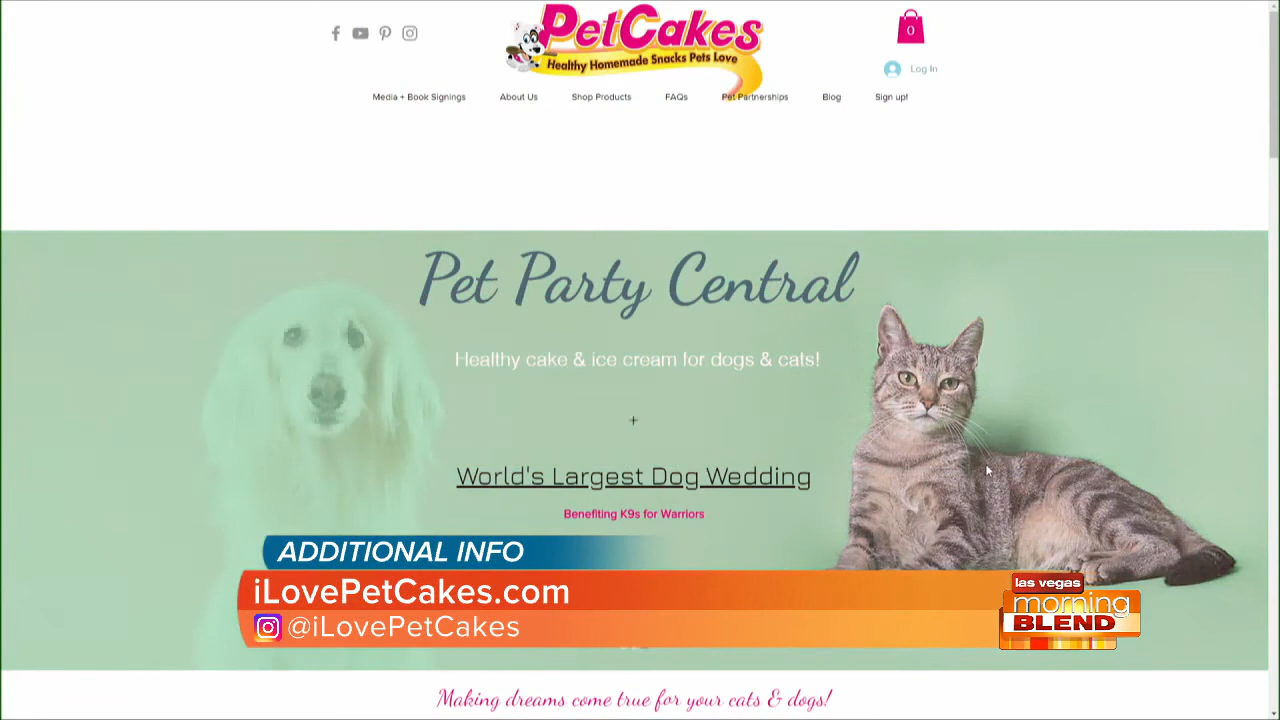 PetCakes
Healthy Homemade Snacks Pets Love
0
Log In
Media + Book Signings About Us Shop Products FAQs Pet Partnerships Blog Sign up!
Pet Party Central
Healthy cake & ice cream for dogs & cats!
+
World's Largest Dog Wedding
Benefiting K9s for Warriors
ADDITIONAL INFO
iLovePetCakes.com
@iLovePetCakes
las vegas
morning
BLEND
Making dreams come true for your cats & dogs!